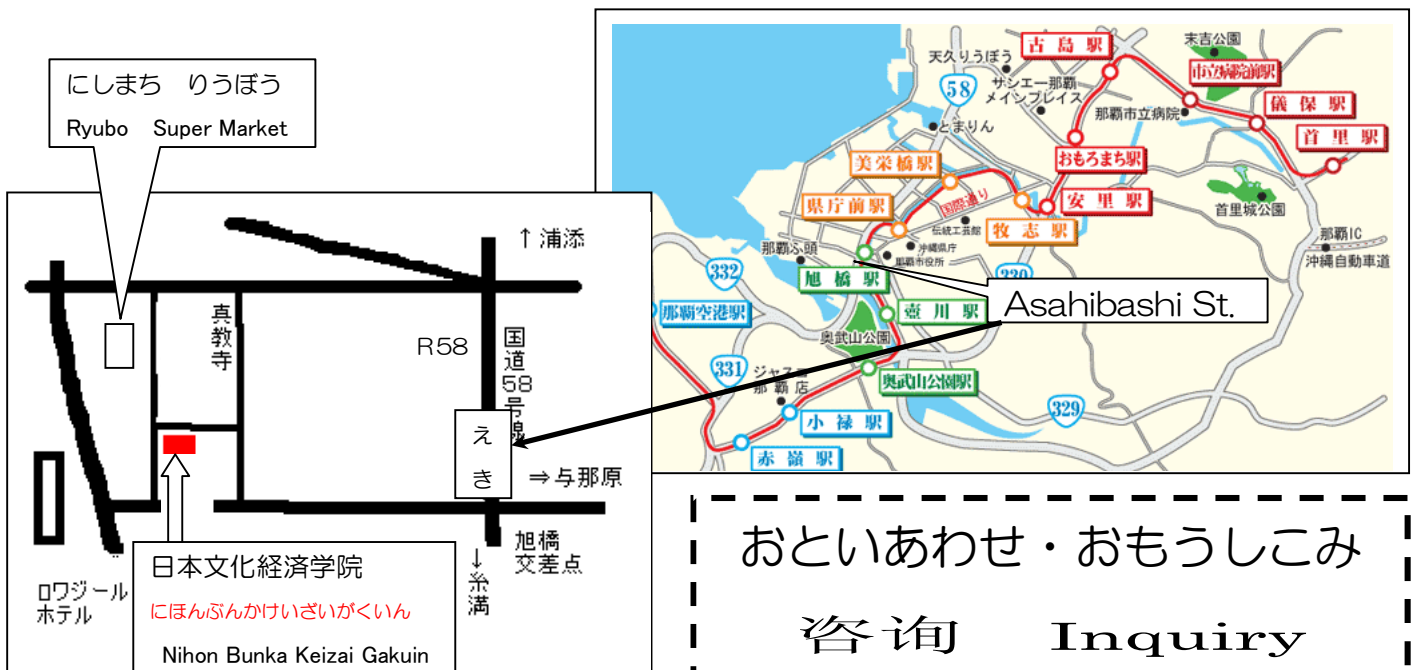 にしまち　りうぼう
Ryubo　Super Market
↑浦添
真教寺
R58
国道58号線
えき
⇒与那原
旭橋
交差点
↓糸満
ロワジール
ホテル
日本文化経済学院
にほんぶんかけいざいがくいん
Nihon Bunka Keizai Gakuin
古島駅
末吉公園
天久りうぼう
市立病院前駅
サンエー那覇
メインプレイス
58
那覇市立病院
儀保駅
とまりん
首里駅
美栄橋駅
おもろまち駅
県庁前駅
国際通り
安里駅
首里城公園
伝統工芸館
牧志駅
那覇ふ頭
沖縄県庁
那覇市役所
那覇IC
沖縄自動車道
332
旭橋駅
330
Asahibashi St.
那覇空港駅
壺川駅
奥武山公園
331
ジャスコ
那覇店
奥武山公園駅
329
小禄駅
赤嶺駅
おといあわせ・おもうしこみ
咨询　Inquiry